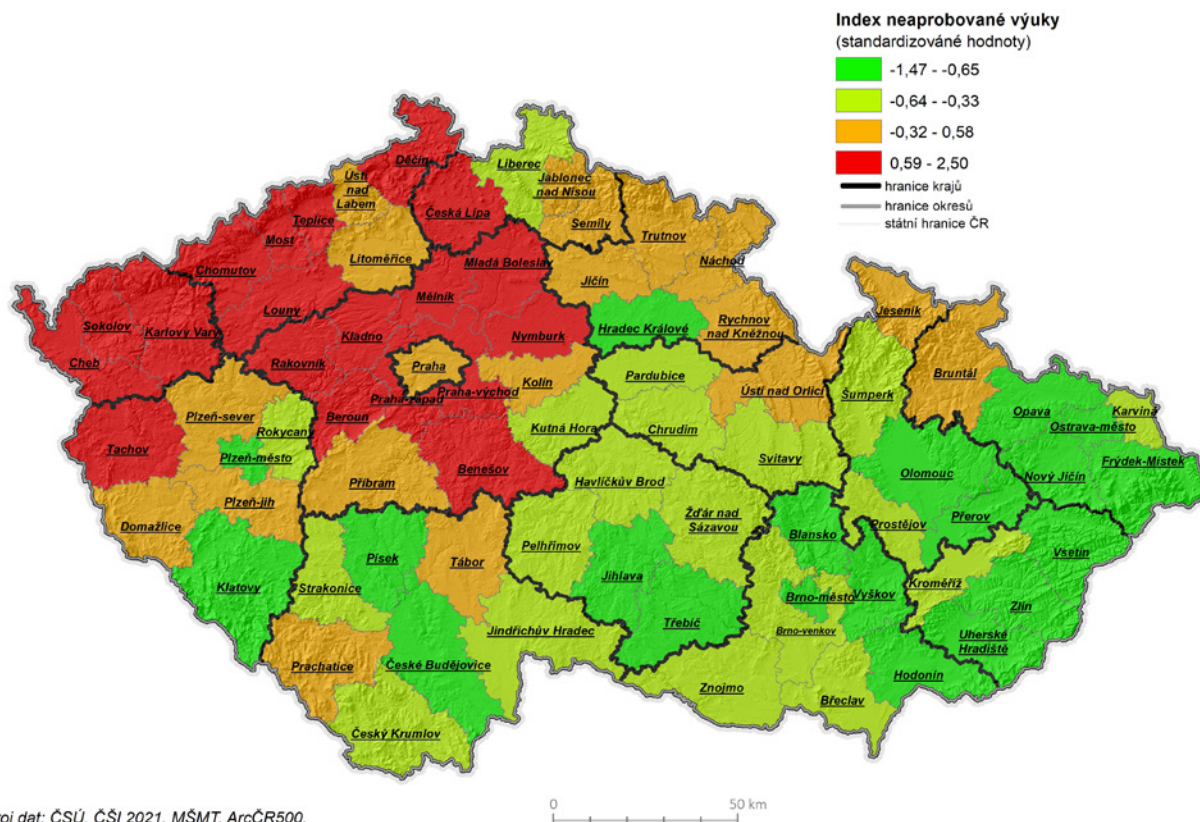 Index neaprobované výuky
(standardizováné hodnoty)
-1,47 - -0,65
-0,64 - -0,33
-0,32 - 0,58
0,59 - 2,50
hranice krajů
hranice okresů
státní hranice ČR
Děčín
Liberec
Ústí
nad
Labem
Jablonec
nad Nisou
Česká Lípa
Teplice
Semily
Trutnov
Most
Litoměřice
Mladá Boleslav
Náchod
Chomutov
Jičín
Mělník
Louny
Jeseník
Sokolov
Karlovy Vary
Kladno
Nymburk
Hradec Králové
Rychnov
nad Kněžnou
Cheb
Rakovník
Praha
Kolín
Pardubice
Bruntál
Praha-západ
Praha-východ
Ústí nad Orlicí
Šumperk
Plzeň-sever
Beroun
Opava
Karviná
Rokycany
Kutná Hora
Chrudim
Ostrava-město
Tachov
Plzeň-město
Svitavy
Benešov
Frýdek-Místek
Příbram
Havlíčkův Brod
Olomouc
Nový Jičín
Plzeň-jih
Domažlice
Žďár nad
Sázavou
Prostějov
Přerov
Blansko
Pelhřimov
Vsetín
Písek
Tábor
Jihlava
Klatovy
Strakonice
Kroměříž
Brno-město
Vyškov
Zlín
Třebíč
Jindřichův Hradec
Brno-venkov
Uherské
Hradiště
Prachatice
České Budějovice
Hodonín
Znojmo
Břeclav
Český Krumlov
oj dat: ČSÚ, ČŠI 2021, MŠMT, ArcČR500.
0
50 km